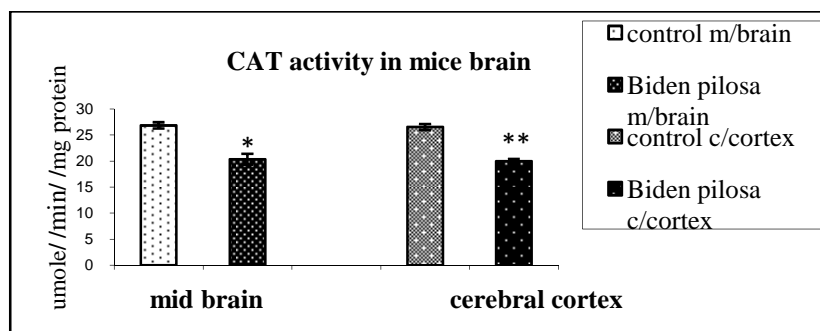 CAT activity in mice brain
umole/ /min/ /mg protein
30
25
20
15
10
5
0
*
**
mid brain
cerebral cortex
control m/brain
Biden pilosa
m/brain
control c/cortex
Biden pilosa
c/cortex